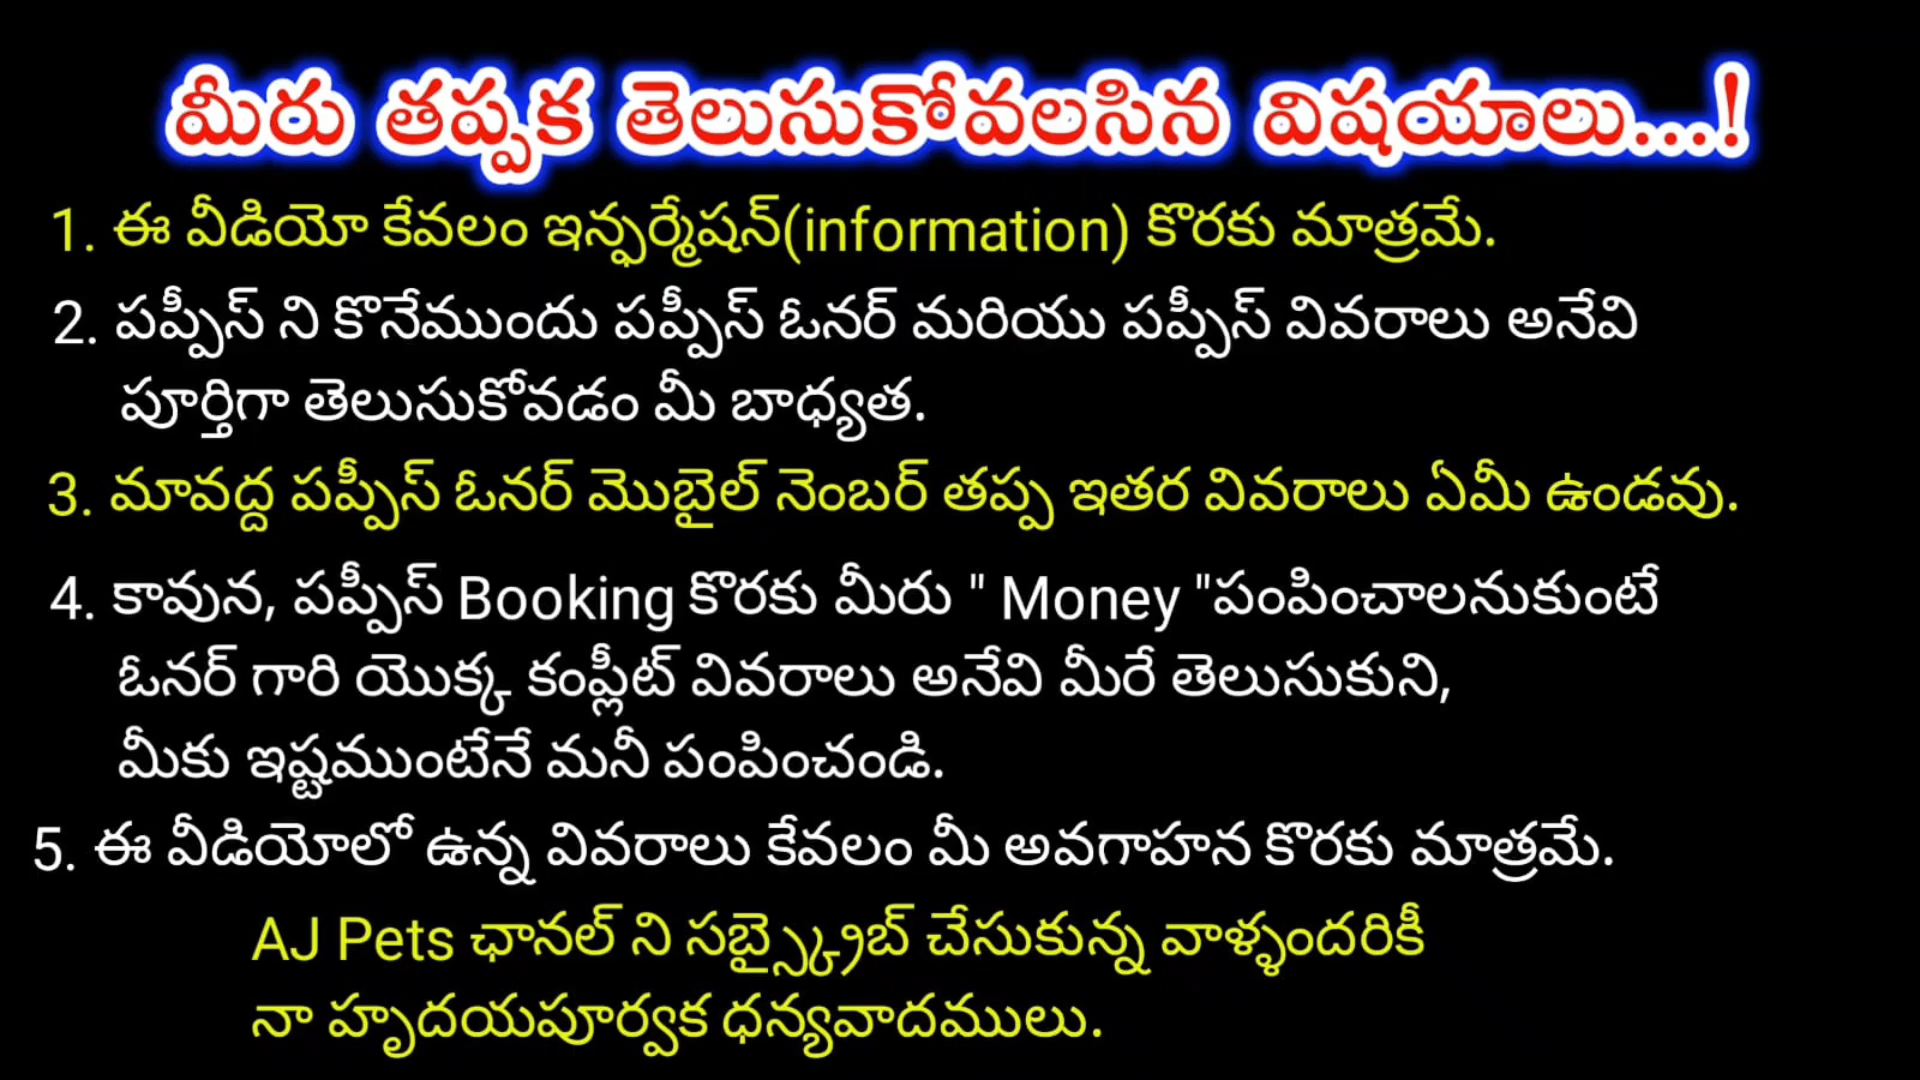 మీరు తప్పక తెలుసుకోవలసిన విషయాలు...!
1. ఈ వీడియో కేవలం ఇన్ఫర్మేషన్(information) కొరకు మాత్రమే.
2. పప్పీస్ ని కొనేముందు పప్పీస్ ఓనర్ మరియు పప్పీస్ వివరాలు అనేవి
పూర్తిగా తెలుసుకోవడం మీ బాధ్యత.
3. మావద్ద పప్పీస్ ఓనర్ మొబైల్ నెంబర్ తప్ప ఇతర వివరాలు ఏమీ ఉండవు.
4. కావున, పప్పీస్ Booking కొరకు మీరు " Money "పంపించాలనుకుంటే
ఓనర్ గారి యొక్క కంప్లీట్ వివరాలు అనేవి మీరే తెలుసుకుని,
మీకు ఇష్టముంటేనే మనీ పంపించండి.
5. ఈ వీడియోలో ఉన్న వివరాలు కేవలం మీ అవగాహన కొరకు మాత్రమే.
AJ Pets ఛానల్ ని సబ్స్క్రైబ్ చేసుకున్న వాళ్ళందరికీ
నా హృదయపూర్వక ధన్యవాదములు.